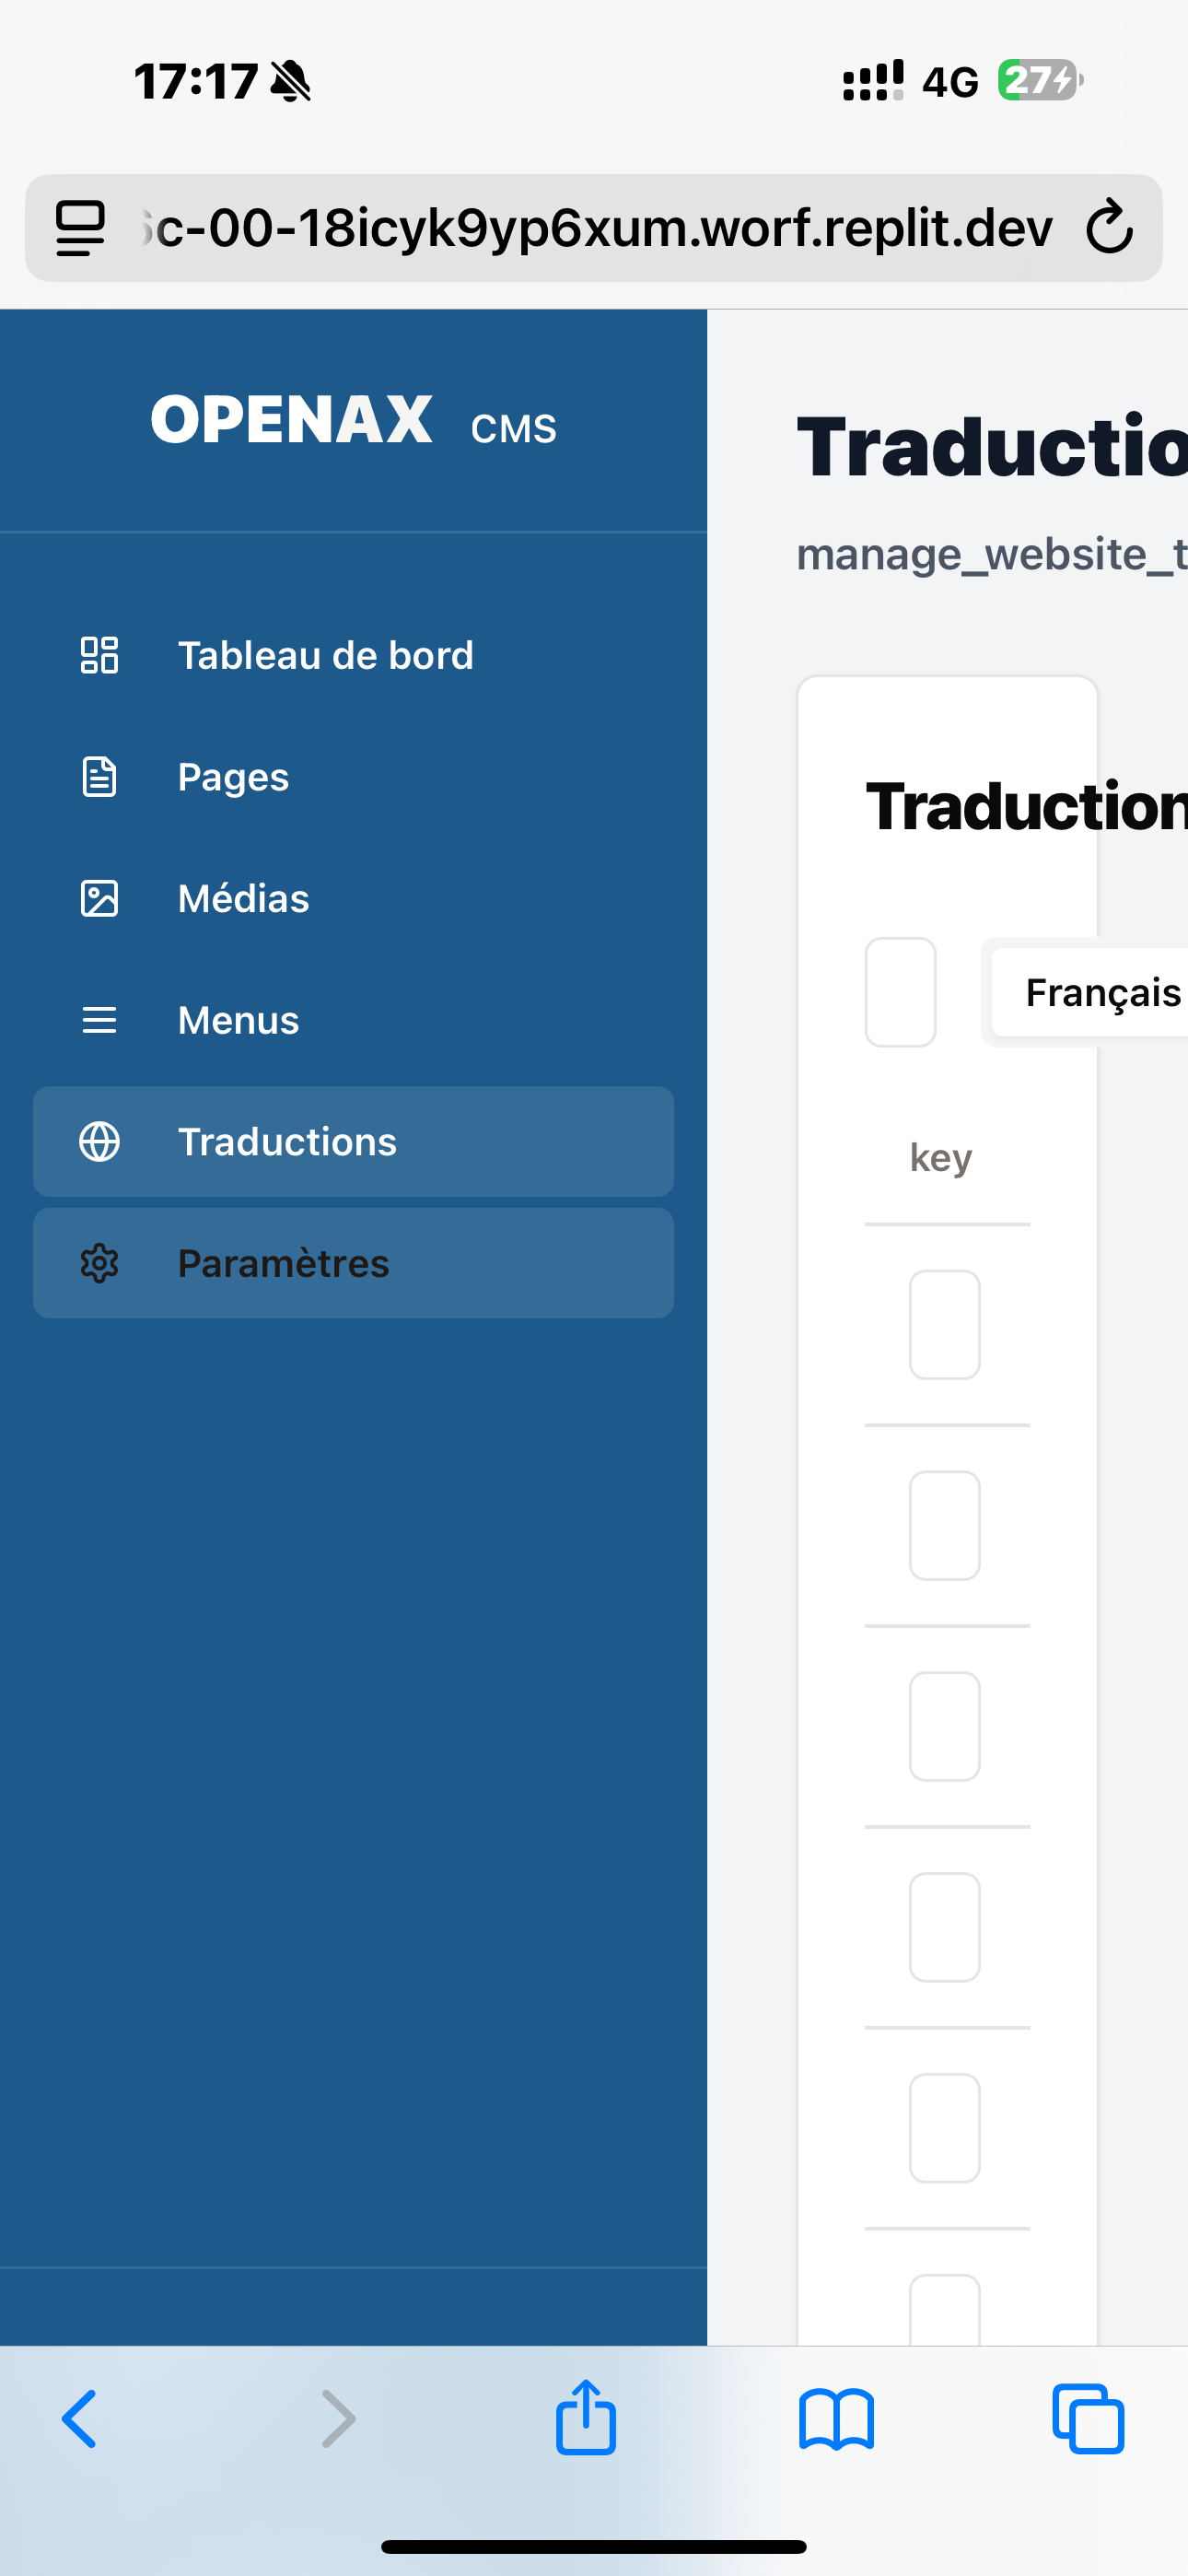 17:17
4G
27
c-00-18icyk9yp6xum.worf.replit.dev
OPENAX CMS
Tableau de bord
Pages
Médias
Menus
Traductions
Paramètres
Traductio
manage_website_t
Traduction
Français
key